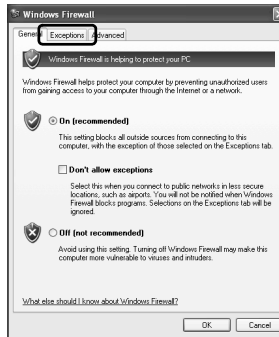 Windows Firewall
General Exceptions Advanced
Windows Firewall is helping to protect your PC
Windows Firewall helps protect your computer by preventing unauthorized users
from gaining access to your computer through the Internet or a network.
On (recommended)
This setting blocks all outside sources from connecting to this
computer, with the exception of those selected on the Exceptions tab.
Don't allow exceptions
Select this when you connect to public networks in less secure
locations, such as airports. You will not be notified when Windows
Firewall blocks programs. Selections on the Exceptions tab will be
ignored.
Off (not recommended)
Avoid using this setting. Turning off Windows Firewall may make this
computer more vulnerable to viruses and intruders.
What else should I know about Windows Firewall?
OK Cancel